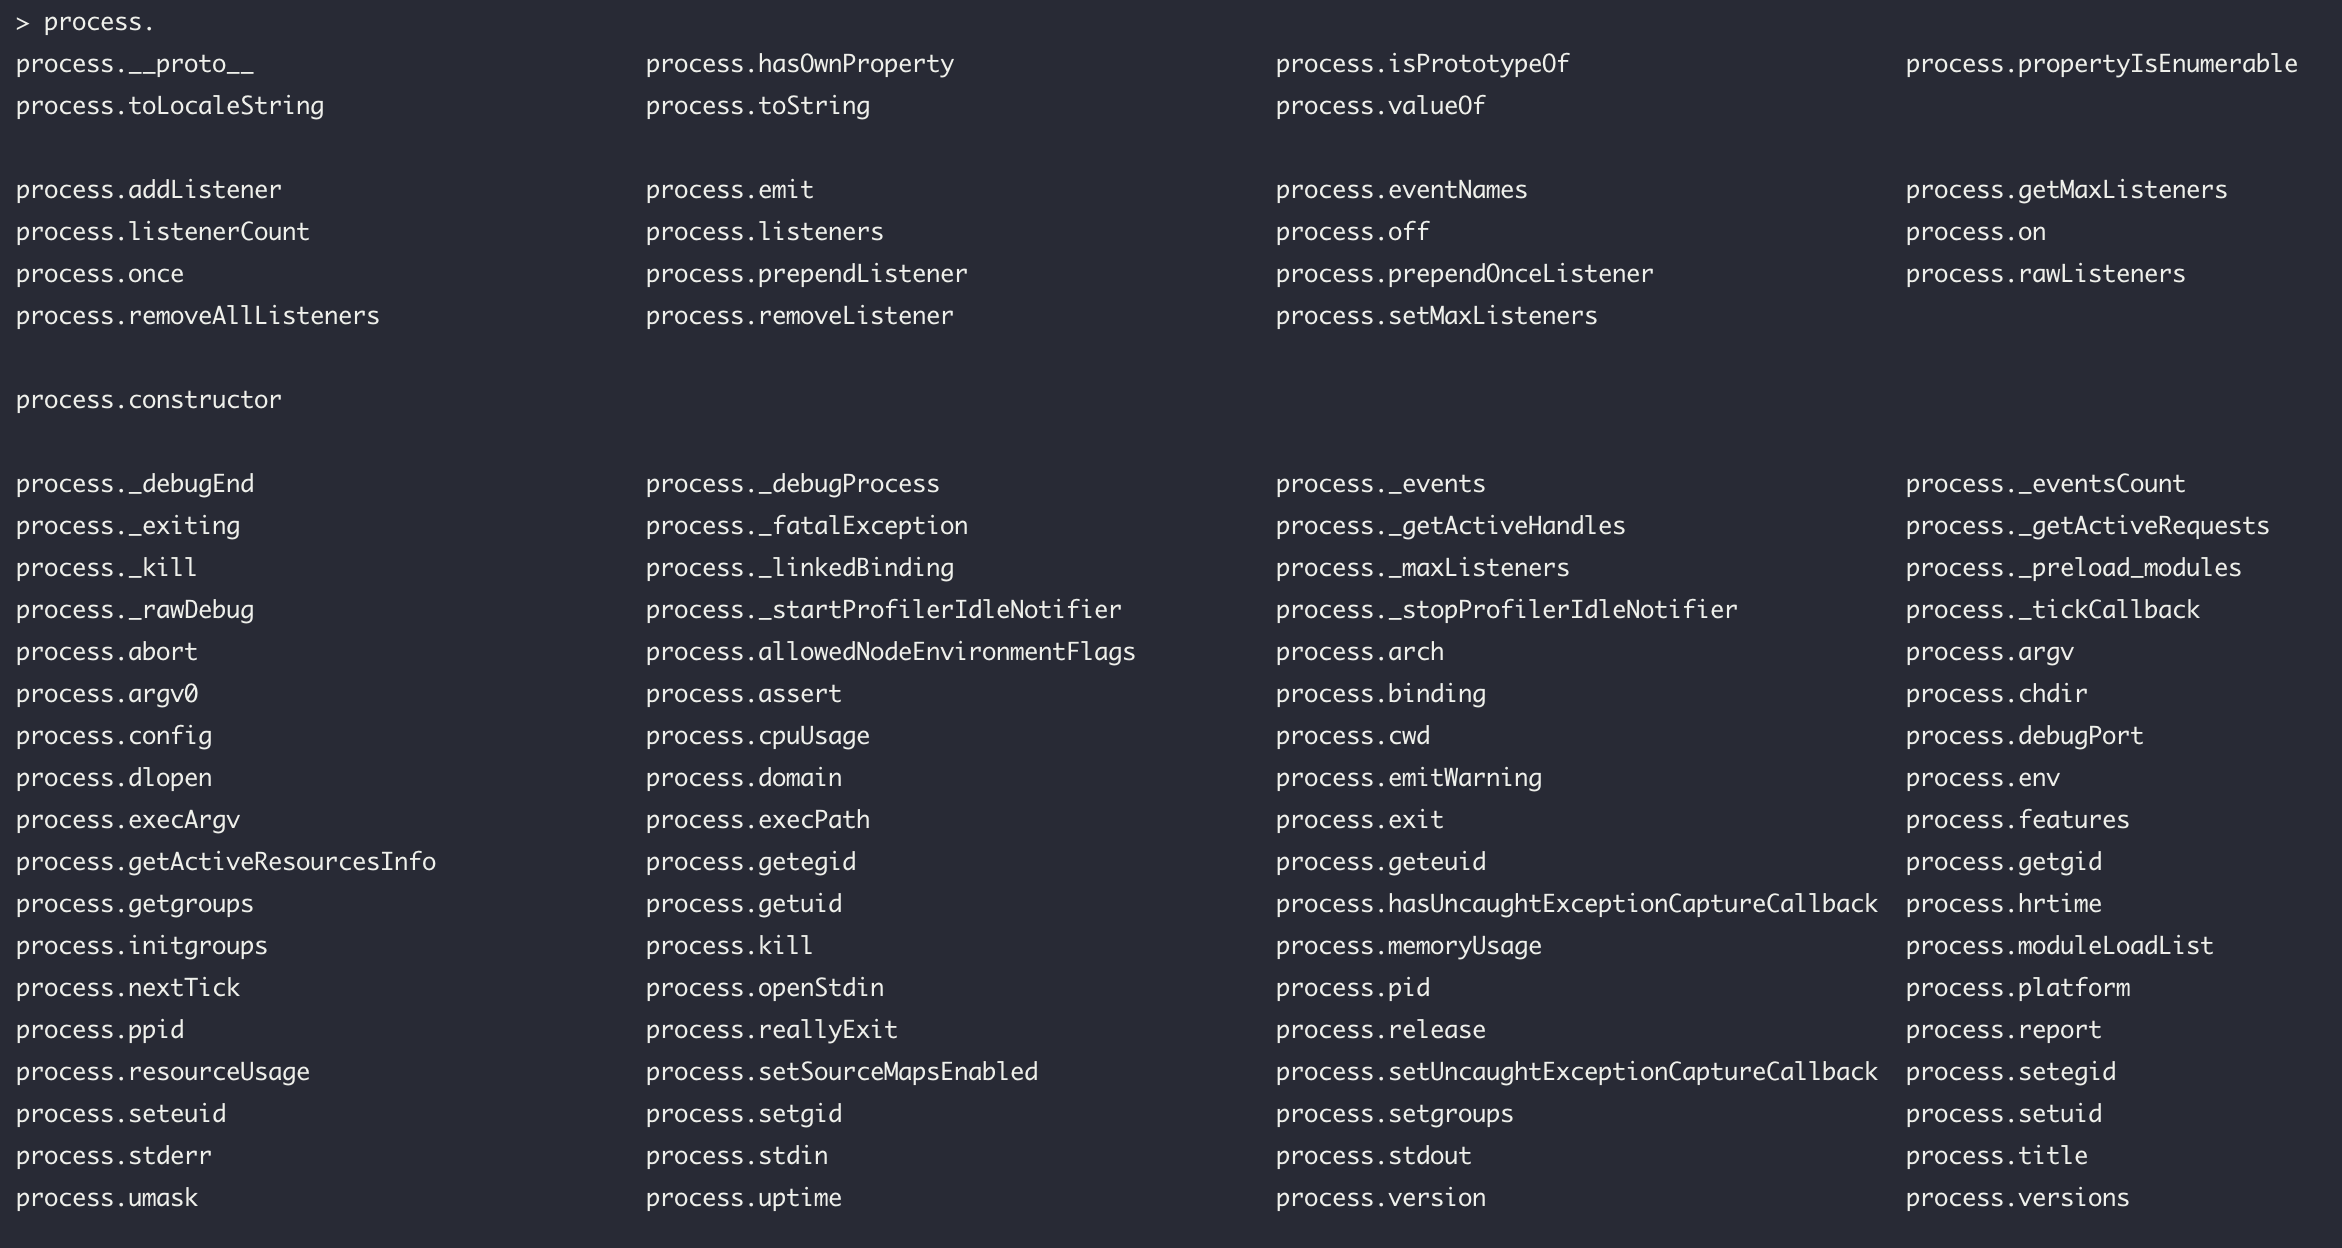 > process.
process.__proto__ process.hasOwnProperty process.isPrototypeOf process.propertyIsEnumerable
process.toLocaleString process.toString process.valueOf
process.addListener process.emit process.eventNames process.getMaxListeners
process.listenerCount process.listeners process.off process.on
process.once process.prependListener process.prependOnceListener process.rawListeners
process.removeAllListeners process.removeListener process.setMaxListeners
process.constructor
process._debugEnd process._debugProcess process._events process._eventsCount
process._exiting process._fatalException process._getActiveHandles process._getActiveRequests
process._kill process._linkedBinding process._maxListeners process._preload_modules
process._rawDebug process._startProfilerIdleNotifier process._stopProfilerIdleNotifier process._tickCallback
process.abort process.allowedNodeEnvironmentFlags process.arch process.argv
process.argv0 process.assert process.binding process.chdir
process.config process.cpuUsage process.cwd process.debugPort
process.dlopen process.domain process.emitWarning process.env
process.execArgv process.execPath process.exit process.features
process.getActiveResourcesInfo process.getegid process.geteuid process.getgid
process.getgroups process.getuid process.hasUncaughtExceptionCaptureCallback process.hrtime
process.initgroups process.kill process.memoryUsage process.moduleLoadList
process.nextTick process.openStdin process.pid process.platform
process.ppid process.reallyExit process.release process.report
process.resourceUsage process.setSourceMapsEnabled process.setUncaughtExceptionCaptureCallback process.setegid
process.seteuid process.setgid process.setgroups process.setuid
process.stderr process.stdin process.stdout process.title
process.umask process.uptime process.version process.versions